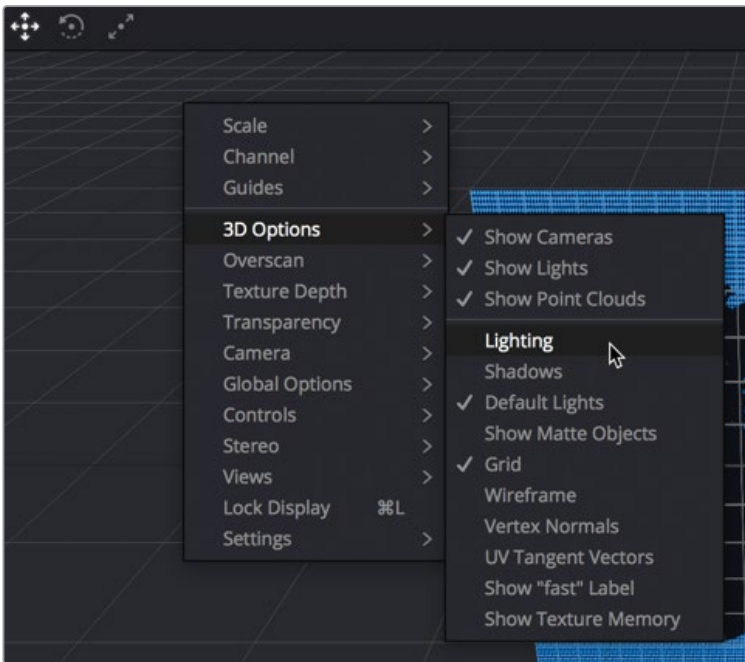 Scale
Channel
Guides
3D Options
Overscan
Texture Depth
Transparency
Camera
Global Options
Controls
Stereo
Views
Lock Display ⌘L
Settings
Show Cameras
Show Lights
Show Point Clouds
Lighting
Shadows
Default Lights
Show Matte Objects
Grid
Wireframe
Vertex Normals
UV Tangent Vectors
Show "fast" Label
Show Texture Memory